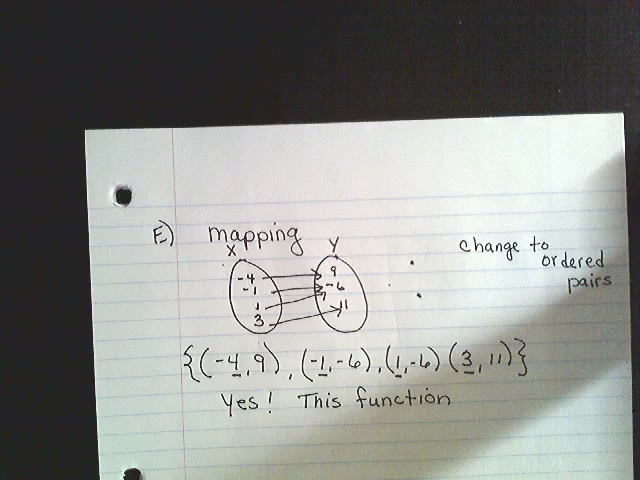 E) mapping
change to
ordered
pairs
X Y
-4 9
-1 -6
1 11
3
{(-4,9), (-1,-6), (1,-6) (3,11)}
Yes! This function